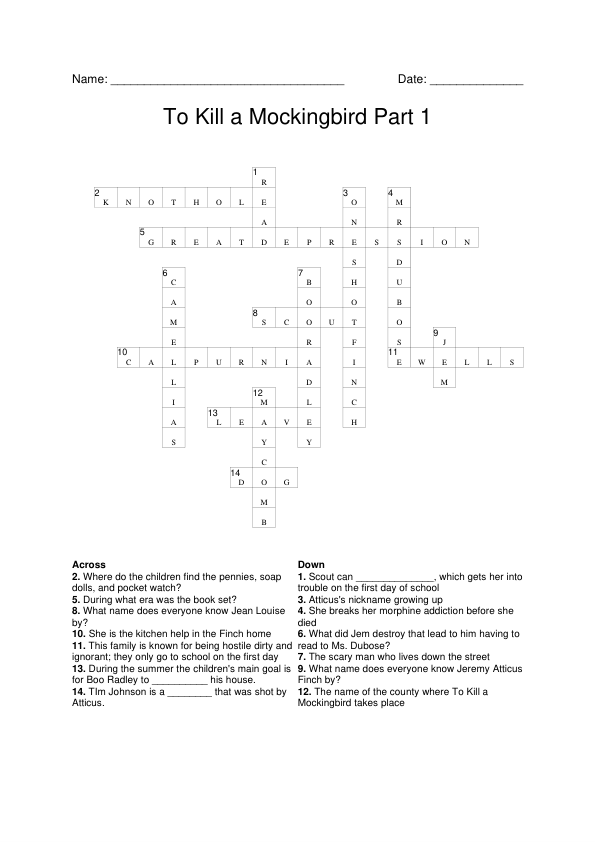 Name: ___________________________________ Date: ______________
To Kill a Mockingbird Part 1
1
R
2 3 4
K N O T H O L E O M
A N R
5
G R E A T D E P R E S S I O N
S D
6 7
C B H U
A O O B
8
M S C O U T O
9
E R F S J
10 11
C A L P U R N I A I E W E L L S
L D N M
12
I M L C
13
A L E A V E H
S Y Y
C
14
D O G
M
B
Across
2. Where do the children find the pennies, soap
dolls, and pocket watch?
5. During what era was the book set?
8. What name does everyone know Jean Louise
by?
10. She is the kitchen help in the Finch home
11. This family is known for being hostile dirty and
ignorant; they only go to school on the first day
13. During the summer the children's main goal is
for Boo Radley to __________ his house.
14. TIm Johnson is a ________ that was shot by
Atticus.
Down
1. Scout can ______________, which gets her into
trouble on the first day of school
3. Atticus's nickname growing up
4. She breaks her morphine addiction before she
died
6. What did Jem destroy that lead to him having to
read to Ms. Dubose?
7. The scary man who lives down the street
9. What name does everyone know Jeremy Atticus
Finch by?
12. The name of the county where To Kill a
Mockingbird takes place